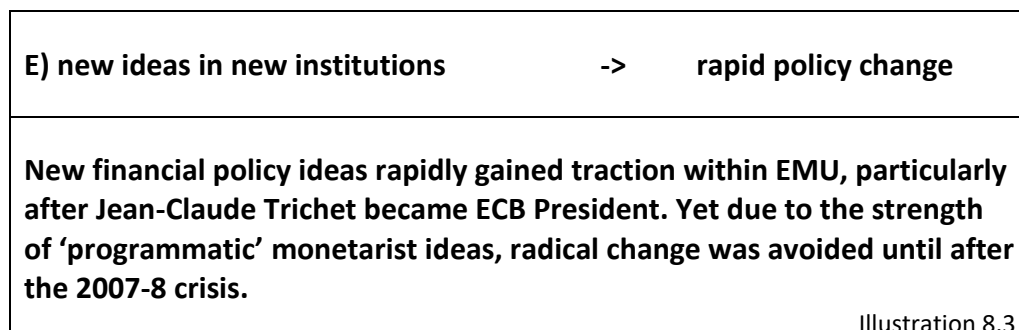 E) new ideas in new institutions -> rapid policy change
New financial policy ideas rapidly gained traction within EMU, particularly
after Jean-Claude Trichet became ECB President. Yet due to the strength
of ‘programmatic’ monetarist ideas, radical change was avoided until after
the 2007-8 crisis.
Illustration 8.3